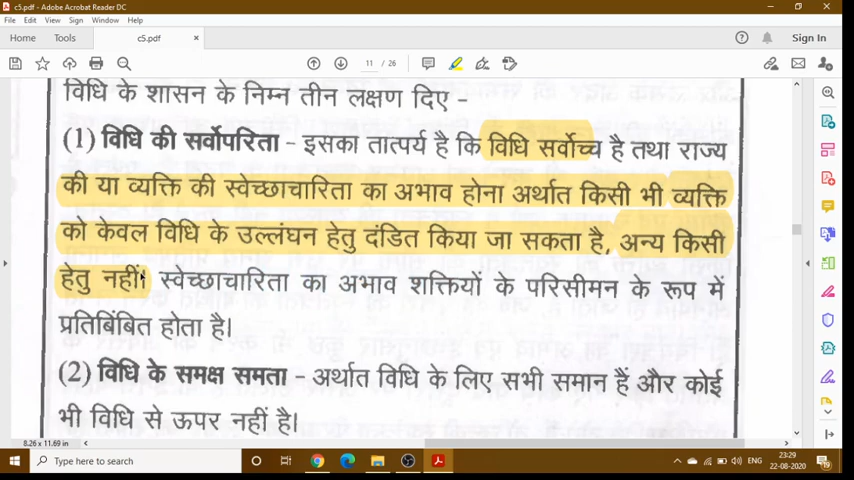 c5.pdf - Adobe Acrobat Reader DC
File Edit View Sign Window Help
Home Tools c5.pdf × Sign In
11 / 26
विधि के शासन के निम्न तीन लक्षण दिए -
(1) विधि की सर्वोपरिता - इसका तात्पर्य है कि विधि सर्वोच्च है तथा राज्य
की या व्यक्ति की स्वेच्छाचारिता का अभाव होना अर्थात किसी भी व्यक्ति
को केवल विधि के उल्लंघन हेतु दंडित किया जा सकता है, अन्य किसी
हेतु नहीं। स्वेच्छाचारिता का अभाव शक्तियों के परिसीमन के रूप में
प्रतिबिंबित होता है।
(2) विधि के समक्ष समता - अर्थात विधि के लिए सभी समान हैं और कोई
भी विधि से ऊपर नहीं है।
8.26 x 11.69 in
Type here to search
ENG
23:29
22-08-2020